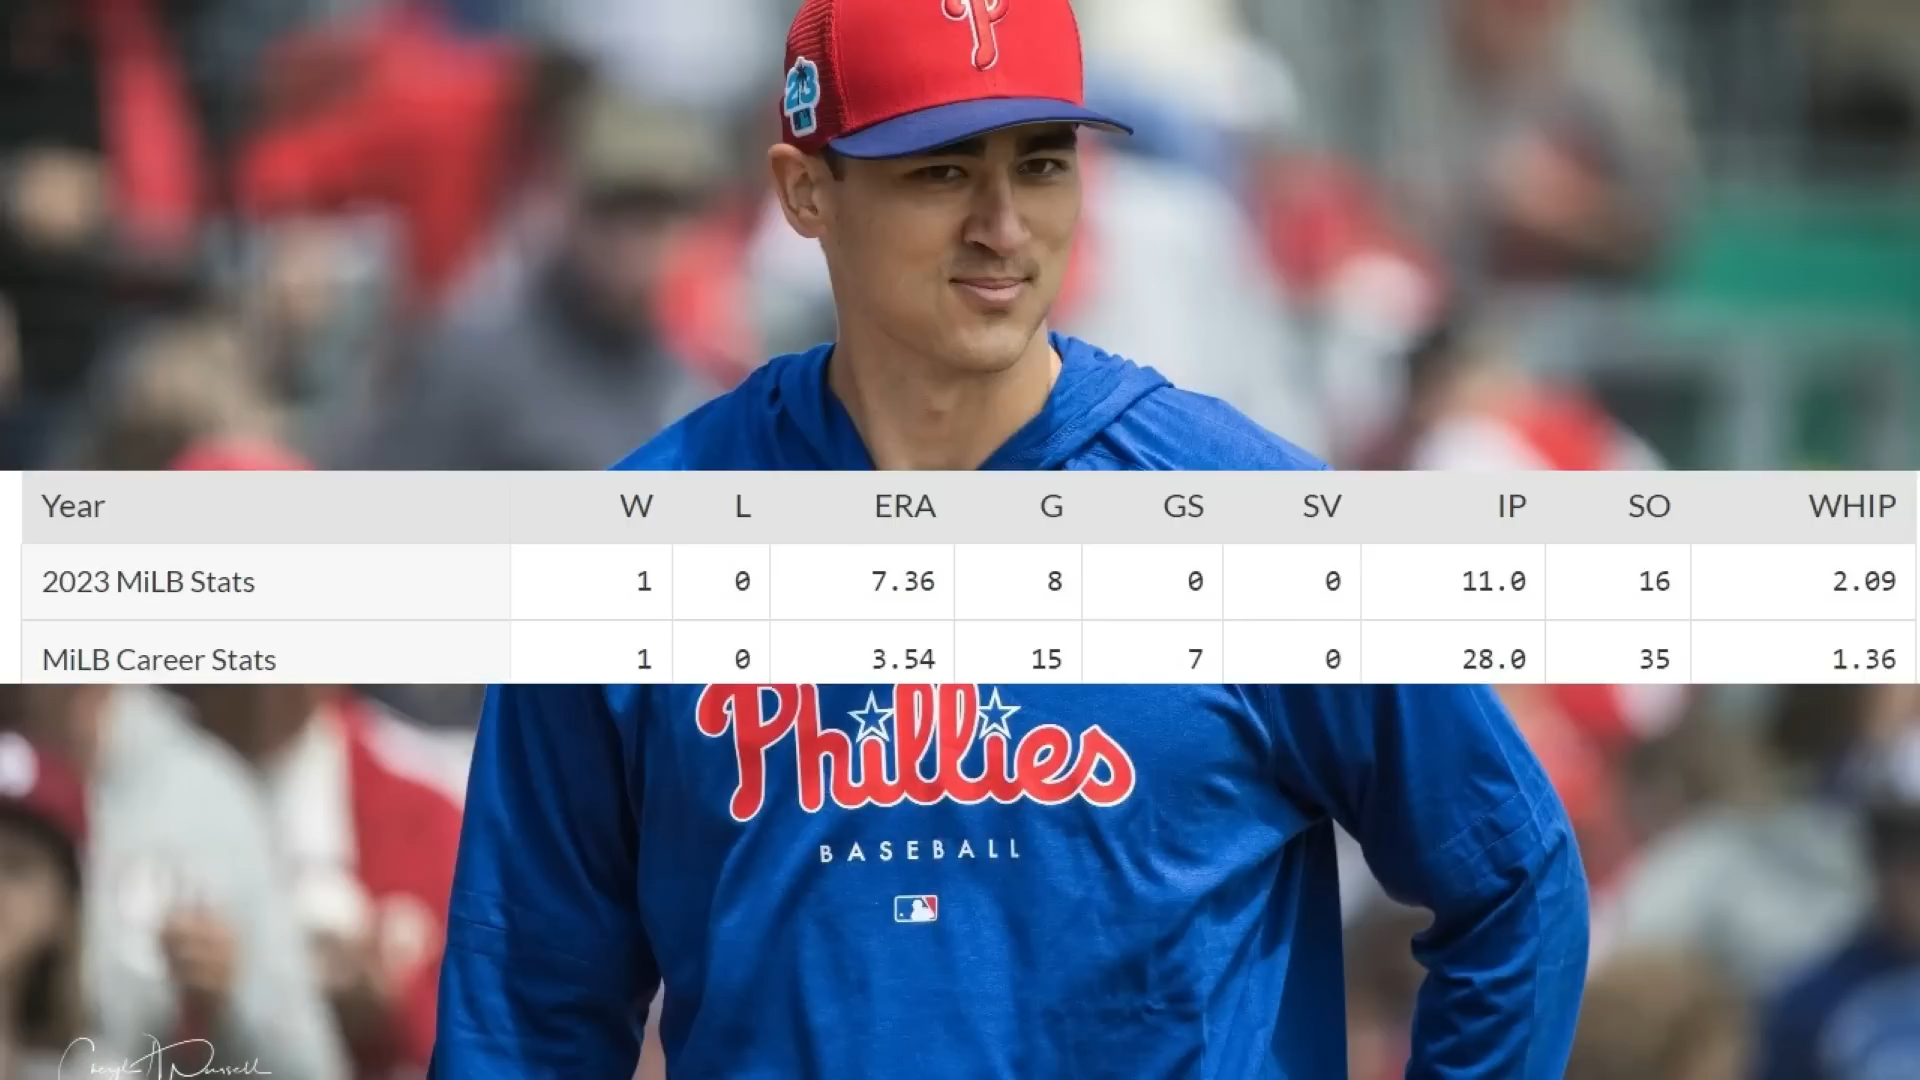 P
23
Year W L ERA G GS SV IP SO WHIP
2023 MiLB Stats 1 0 7.36 8 0 0 11.0 16 2.09
MiLB Career Stats 1 0 3.54 15 7 0 28.0 35 1.36
Phillies
BASEBALL